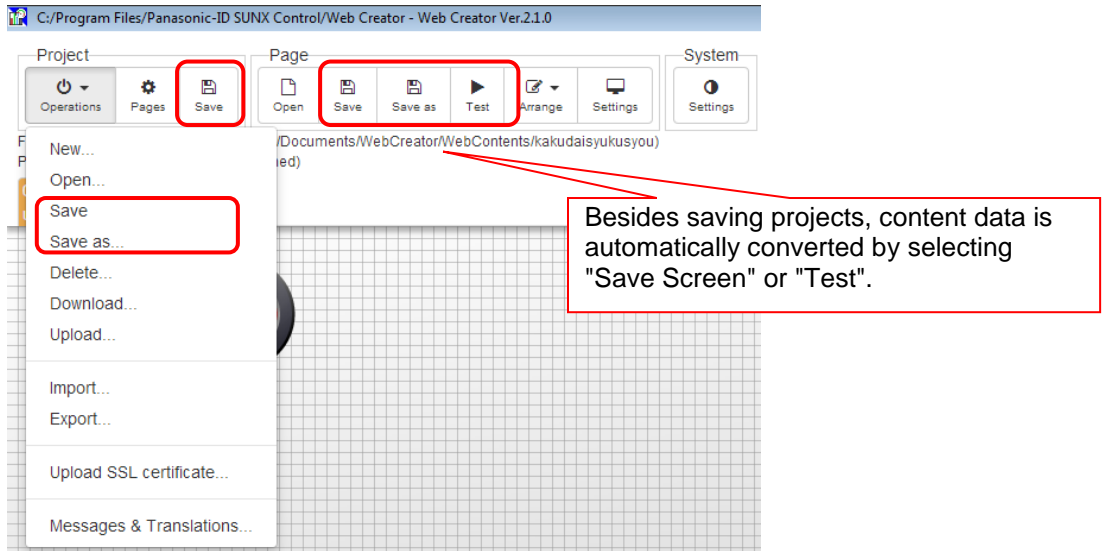 C:/Program Files/Panasonic-ID SUNX Control/Web Creator - Web Creator Ver.2.1.0
Project Page System
Operations Pages Save Open Save Save as Test Arrange Settings Settings
/Documents/WebCreator/WebContents/kakudaisyukusyou)
New...
Open...
Save
Save as...
Delete...
Download...
Upload...
Import...
Export...
Upload SSL certificate...
Messages & Translations...
Besides saving projects, content data is
automatically converted by selecting
"Save Screen" or "Test".